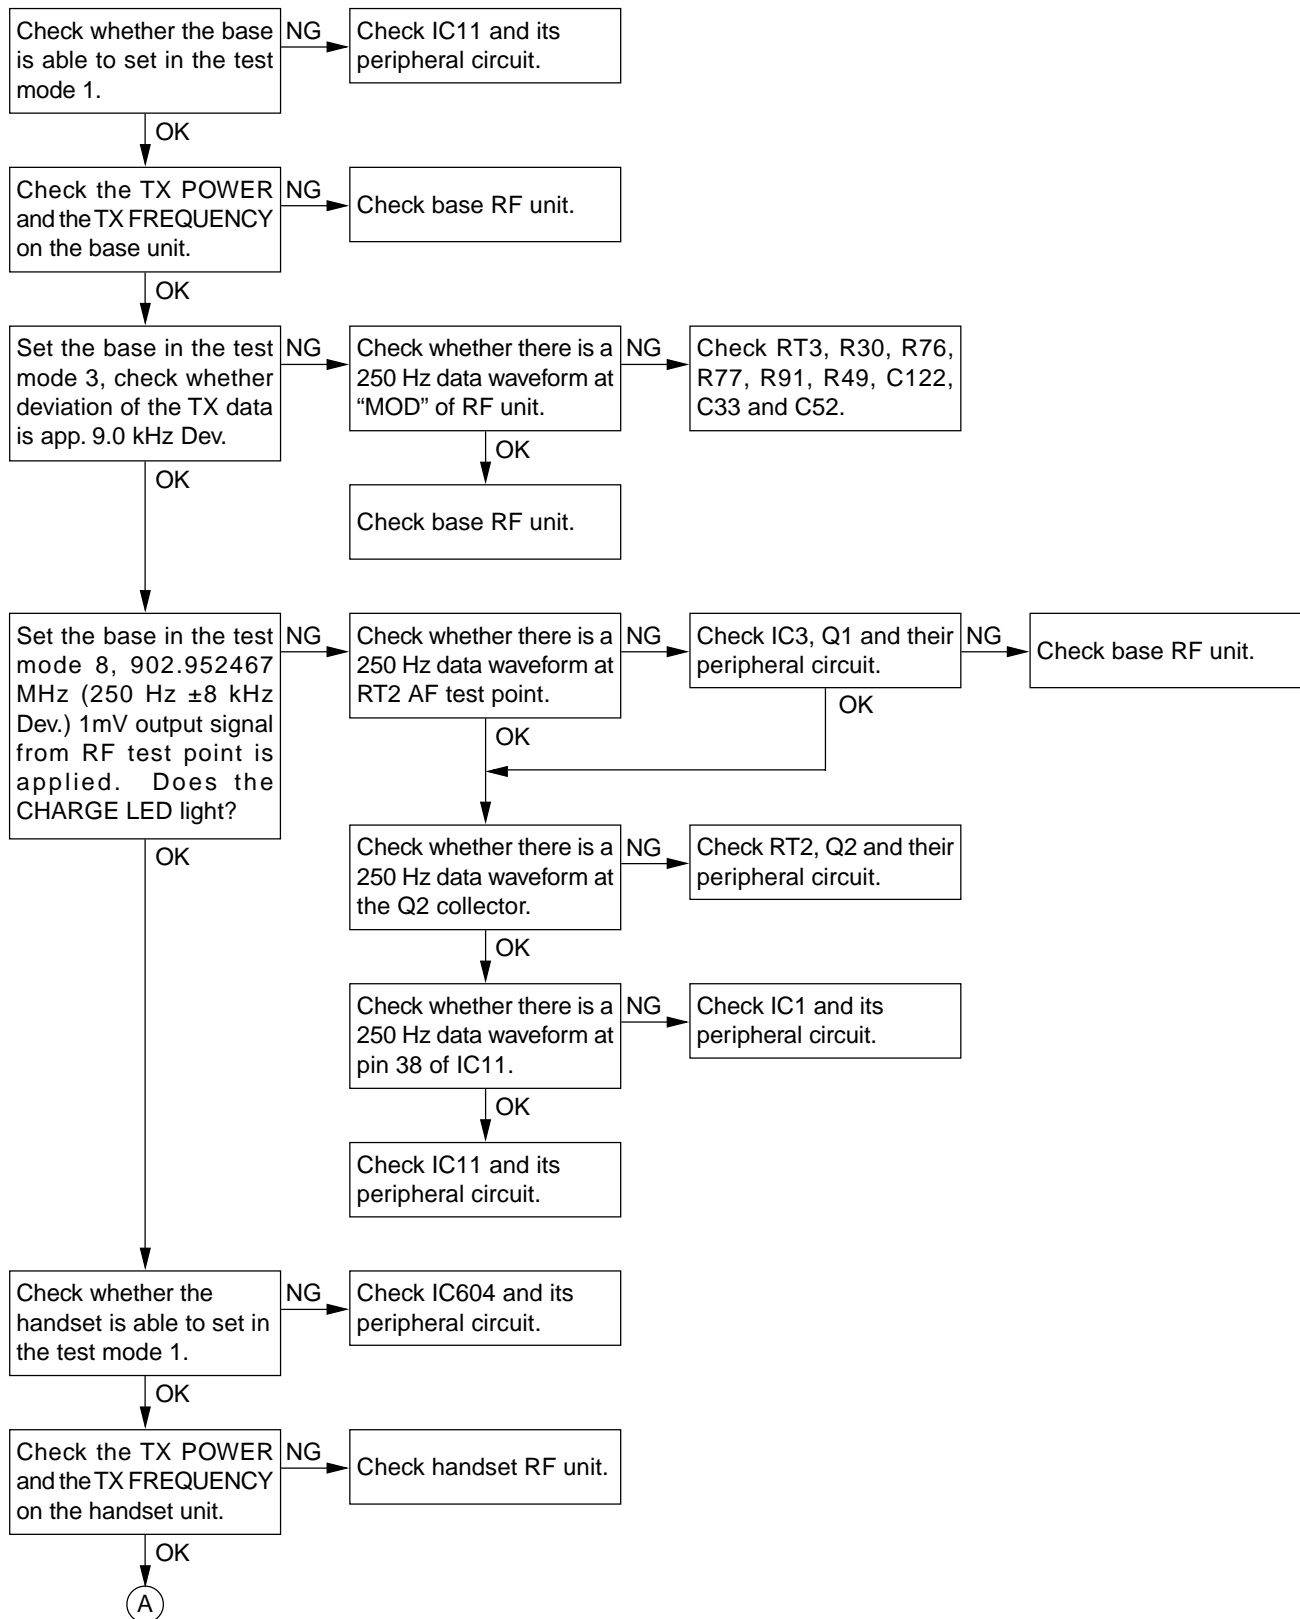 Check whether the base
is able to set in the test
mode 1.
NG
Check IC11 and its
peripheral circuit.
OK
Check the TX POWER
and the TX FREQUENCY
on the base unit.
NG
Check base RF unit.
OK
Set the base in the test
mode 3, check whether
deviation of the TX data
is app. 9.0 kHz Dev.
NG
Check whether there is a
250 Hz data waveform at
“MOD” of RF unit.
NG
Check RT3, R30, R76,
R77, R91, R49, C122,
C33 and C52.
OK
OK
Check base RF unit.
Set the base in the test
mode 8, 902.952467
MHz (250 Hz ±8 kHz
Dev.) 1mV output signal
from RF test point is
applied. Does the
CHARGE LED light?
NG
Check whether there is a
250 Hz data waveform at
RT2 AF test point.
NG
Check IC3, Q1 and their
peripheral circuit.
NG
Check base RF unit.
OK
OK
OK
Check whether there is a
250 Hz data waveform at
the Q2 collector.
NG
Check RT2, Q2 and their
peripheral circuit.
OK
Check whether there is a
250 Hz data waveform at
pin 38 of IC11.
NG
Check IC1 and its
peripheral circuit.
OK
Check IC11 and its
peripheral circuit.
Check whether the
handset is able to set in
the test mode 1.
NG
Check IC604 and its
peripheral circuit.
OK
Check the TX POWER
and the TX FREQUENCY
on the handset unit.
NG
Check handset RF unit.
OK
A